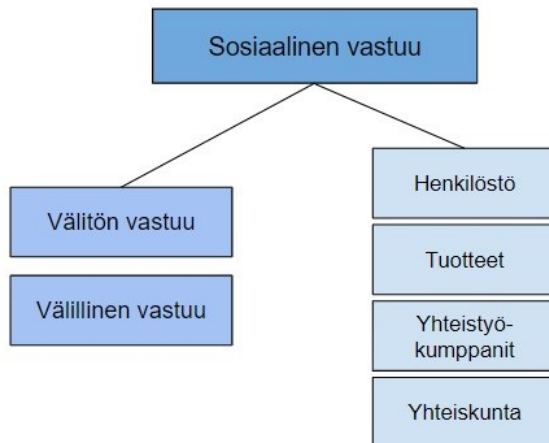 Sosiaalinen vastuu
Välitön vastuu
Välillinen vastuu
Henkilöstö
Tuotteet
Yhteistyö-
kumppanit
Yhteiskunta